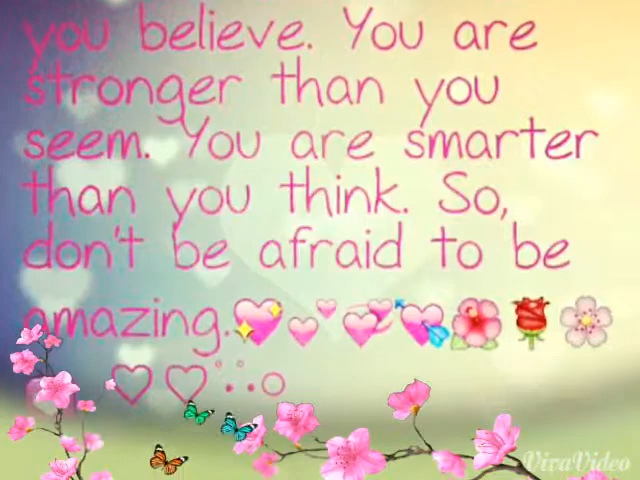 you believe. You are
stronger than you
seem. You are smarter
than you think. So,
don't be afraid to be
amazing.💖💕💞💘🌺🌹🌸
♡♡
VivaVideo